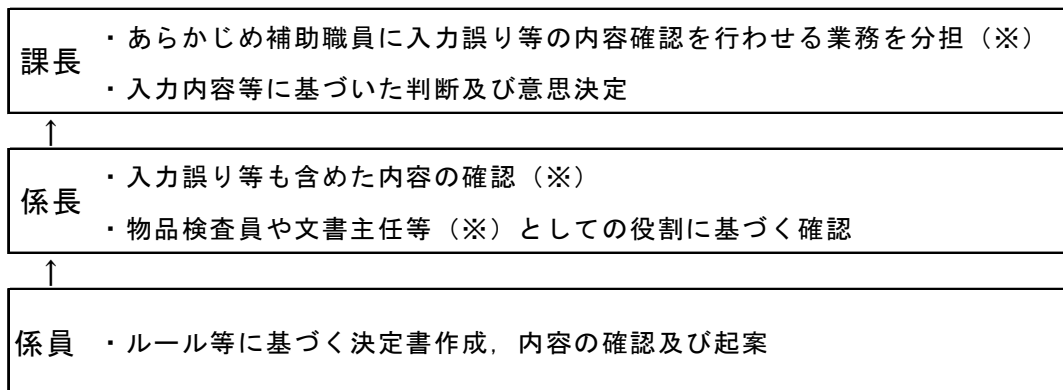 課長
・あらかじめ補助職員に入力誤り等の内容確認を行わせる業務を分担（※）
・入力内容等に基づいた判断及び意思決定
↑
係長
・入力誤り等も含めた内容の確認（※）
・物品検査員や文書主任等（※）としての役割に基づく確認
↑
係員
・ルール等に基づく決定書作成，内容の確認及び起案